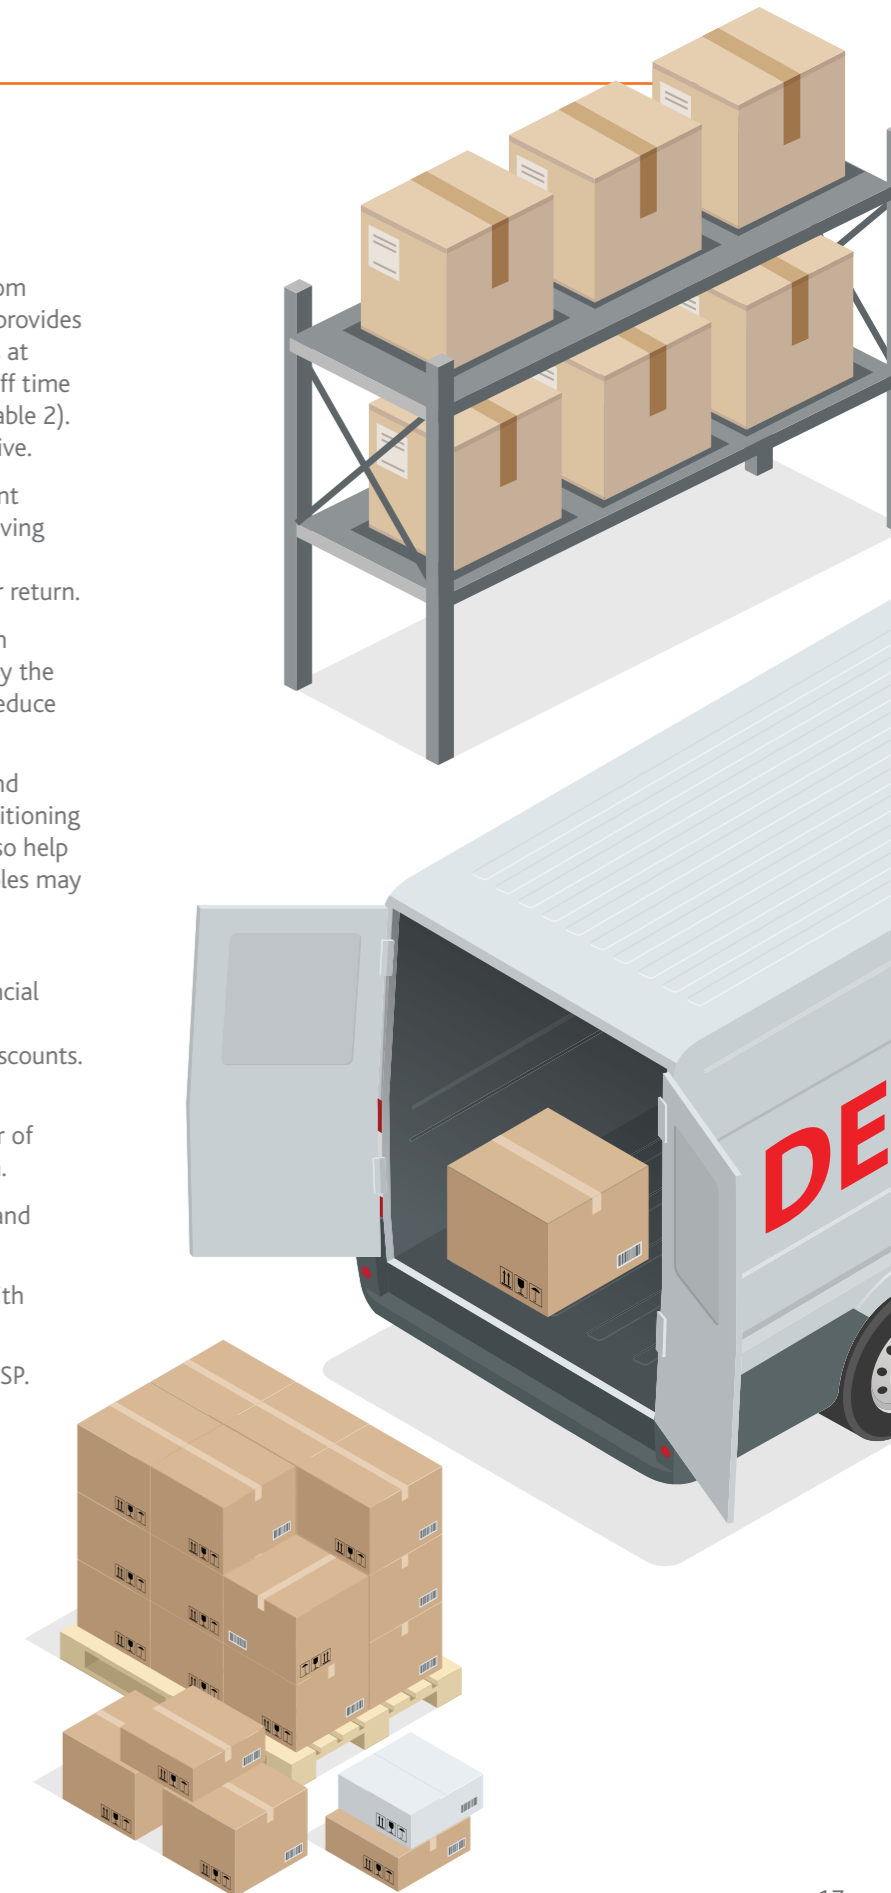 om
provides
at
ff time
able 2).
ive.
nt
ving
r return.
n
y the
educe
nd
itioning
so help
les may
ncial
scounts.
r of
.
and
ith
SP.
DE